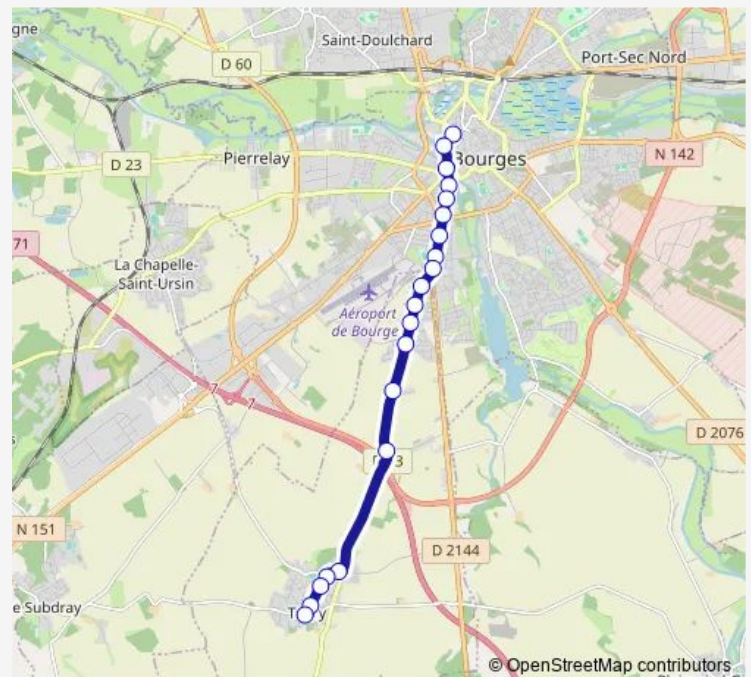 gne
Saint-Doulchard
D 60
Port-Sec Nord
D 23
Pierrelay
Bourges
N 142
71
La Chapelle-
Saint-Ursin
Aéroport
de Bourge
7
7
D 2076
N 151
D 2144
e Subdray
© OpenStreetMap contributors